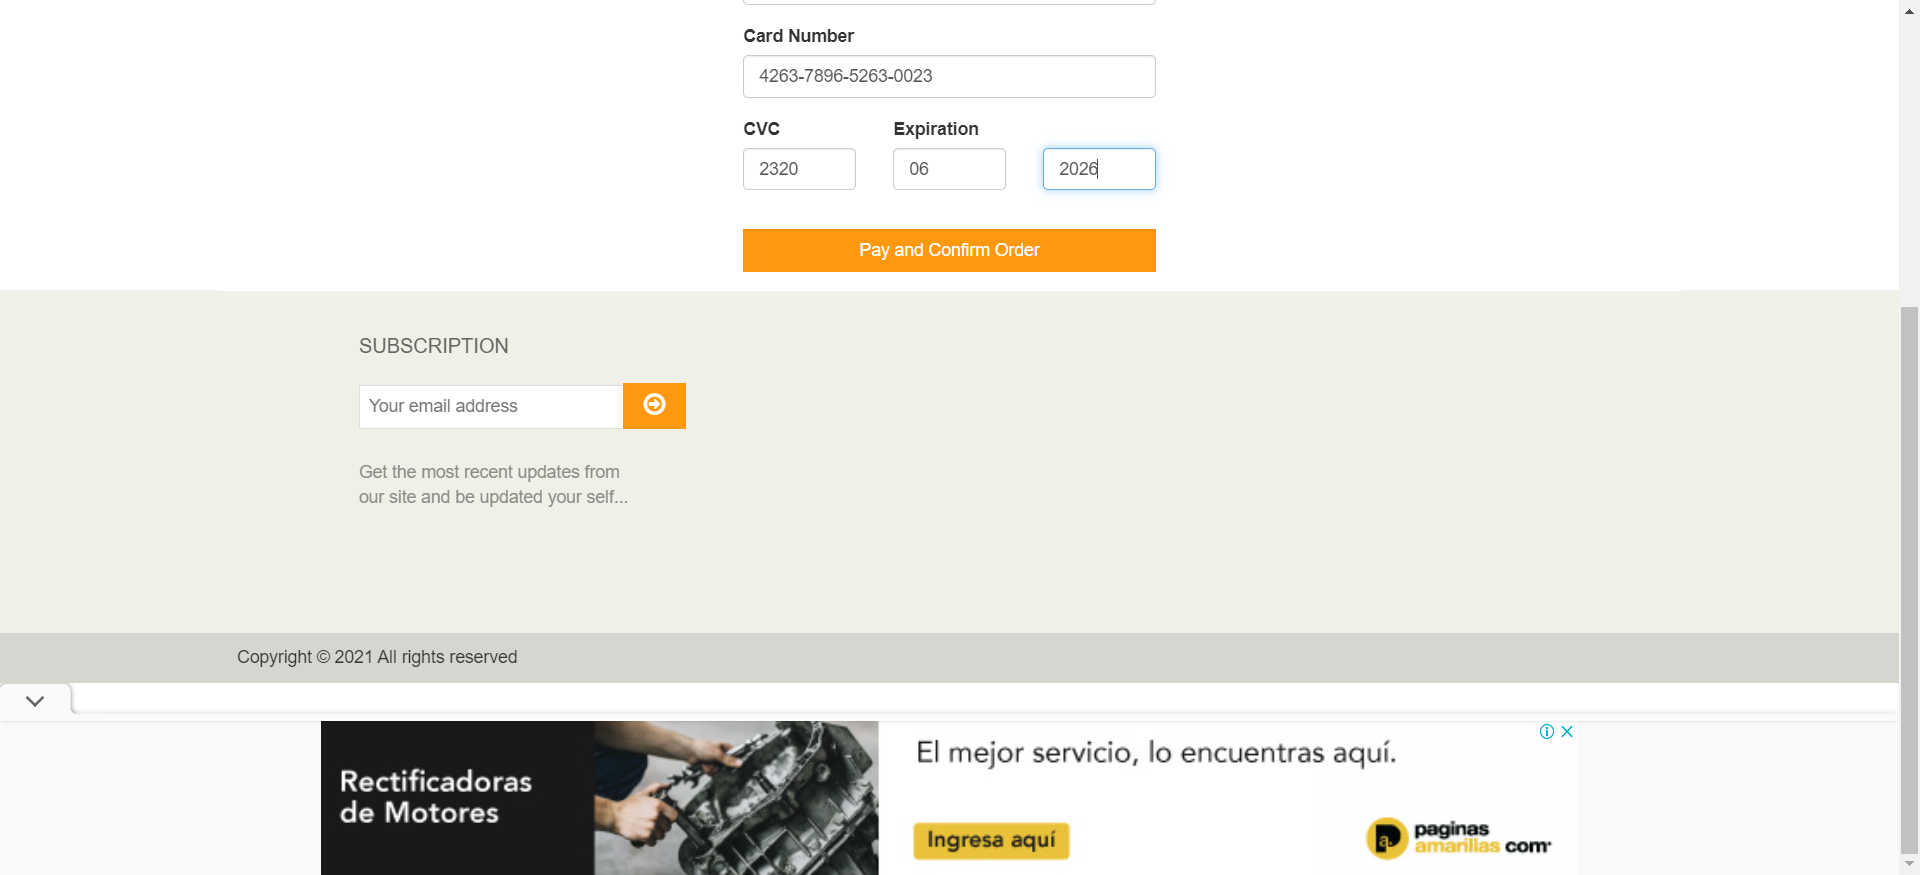 Card Number
4263-7896-5263-0023
CVC
Expiration
2320
06
2026
Pay and Confirm Order
SUBSCRIPTION
Your email address
Get the most recent updates from
our site and be updated your self...
Copyright © 2021 All rights reserved
Rectificadoras
de Motores
El mejor servicio, lo encuentras aquí.
Ingresa aquí
paginas
amarillas com